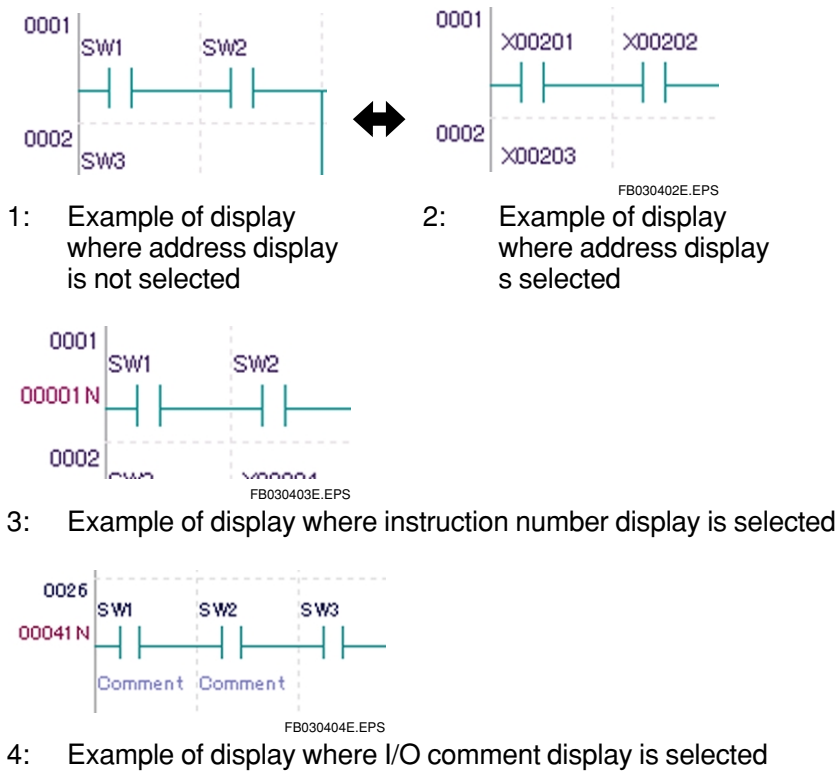 0001
SW1 SW2
0002
SW3
0001
X00201 X00202
0002
X00203
FB030402E.EPS
1: Example of display
where address display
is not selected
2: Example of display
where address display
s selected
0001
SW1 SW2
00001N
0002
FB030403E.EPS
3: Example of display where instruction number display is selected
0026
SW1 SW2 SW3
00041N
Comment Comment
FB030404E.EPS
4: Example of display where I/O comment display is selected